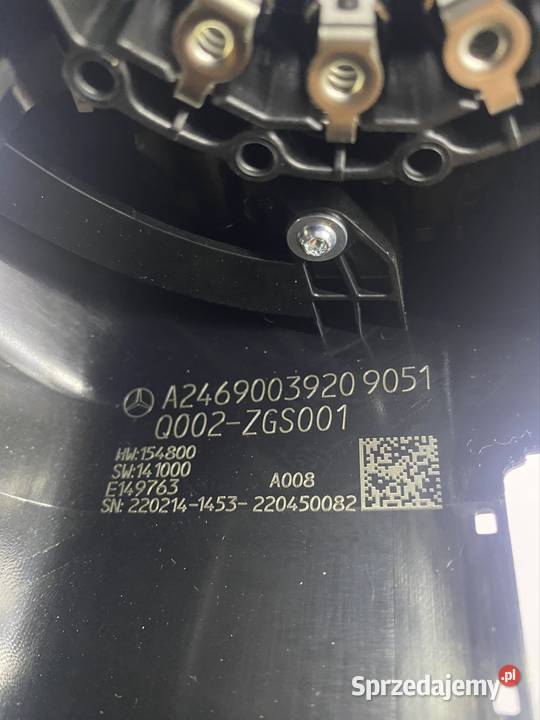 A2469003920 9051
Q002-ZGS001
HW:154800
SW:141000
E149763 A008
SN: 220214-1453- 220450082
Sprzedajemy.pl